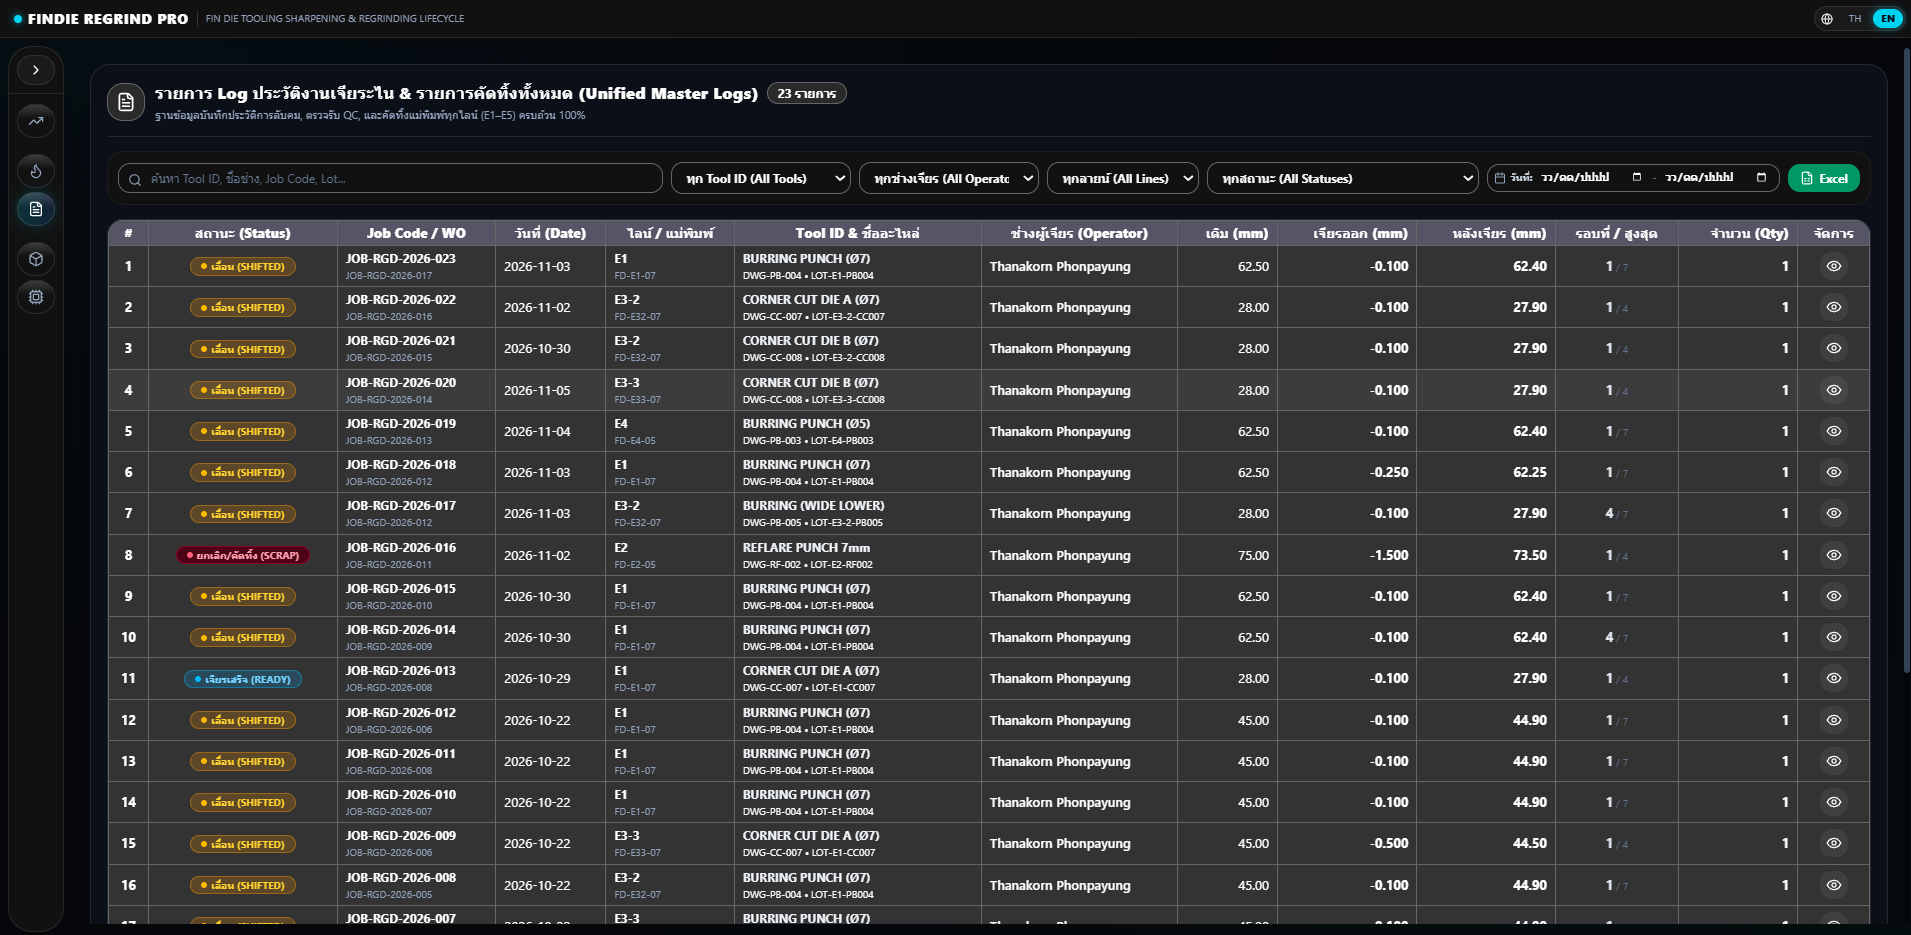 FINDIE REGRIND PRO
FIN DIE TOOLING SHARPENING & REGRINDING LIFECYCLE
TH EN
รายการ Log ประวัติงานเจียระไน & รายการคัดทิ้งทั้งหมด (Unified Master Logs) 23 รายการ
ฐานข้อมูลบันทึกประวัติการลับคม, ตรวจรับ QC, และคัดทิ้งแม่พิมพ์ทุกไลน์ (E1–E5) ครบถ้วน 100%
ค้นหา Tool ID, ชื่อช่าง, Job Code, Lot... ทุก Tool ID (All Tools) ทุกช่างเจียร (All Operato ทุกลายน์ (All Lines) ทุกสถานะ (All Statuses) วันที่: วว/ดด/ปปปป - วว/ดด/ปปปป Excel
# สถานะ (Status) Job Code / WO วันที่ (Date) ไลน์ / แม่พิมพ์ Tool ID & ชื่ออะไหล่ ช่างผู้เจียร (Operator) เดิม (mm) เจียรออก (mm) หลังเจียร (mm) รอบที่ / สูงสุด จำนวน (Qty) จัดการ
1 เลื่อน (SHIFTED) JOB-RGD-2026-023 2026-11-03 E1 BURRING PUNCH (Ø7) Thanakorn Phonpayung 62.50 -0.100 62.40 1 / 7 1
JOB-RGD-2026-017 FD-E1-07 DWG-PB-004 • LOT-E1-PB004
2 เลื่อน (SHIFTED) JOB-RGD-2026-022 2026-11-02 E3-2 CORNER CUT DIE A (Ø7) Thanakorn Phonpayung 28.00 -0.100 27.90 1 / 4 1
JOB-RGD-2026-016 FD-E32-07 DWG-CC-007 • LOT-E3-2-CC007
3 เลื่อน (SHIFTED) JOB-RGD-2026-021 2026-10-30 E3-2 CORNER CUT DIE B (Ø7) Thanakorn Phonpayung 28.00 -0.100 27.90 1 / 4 1
JOB-RGD-2026-015 FD-E32-07 DWG-CC-008 • LOT-E3-2-CC008
4 เลื่อน (SHIFTED) JOB-RGD-2026-020 2026-11-05 E3-3 CORNER CUT DIE B (Ø7) Thanakorn Phonpayung 28.00 -0.100 27.90 1 / 4 1
JOB-RGD-2026-014 FD-E33-07 DWG-CC-008 • LOT-E3-3-CC008
5 เลื่อน (SHIFTED) JOB-RGD-2026-019 2026-11-04 E4 BURRING PUNCH (Ø5) Thanakorn Phonpayung 62.50 -0.100 62.40 1 / 7 1
JOB-RGD-2026-013 FD-E4-05 DWG-PB-003 • LOT-E4-PB003
6 เลื่อน (SHIFTED) JOB-RGD-2026-018 2026-11-03 E1 BURRING PUNCH (Ø7) Thanakorn Phonpayung 62.50 -0.250 62.25 1 / 7 1
JOB-RGD-2026-012 FD-E1-07 DWG-PB-004 • LOT-E1-PB004
7 เลื่อน (SHIFTED) JOB-RGD-2026-017 2026-11-03 E3-2 BURRING (WIDE LOWER) Thanakorn Phonpayung 28.00 -0.100 27.90 4 / 7 1
JOB-RGD-2026-012 FD-E32-07 DWG-PB-005 • LOT-E3-2-PB005
8 ยกเลิก/คัดทิ้ง (SCRAP) JOB-RGD-2026-016 2026-11-02 E2 REFLARE PUNCH 7mm Thanakorn Phonpayung 75.00 -1.500 73.50 1 / 4 1
JOB-RGD-2026-011 FD-E2-05 DWG-RF-002 • LOT-E2-RF002
9 เลื่อน (SHIFTED) JOB-RGD-2026-015 2026-10-30 E1 BURRING PUNCH (Ø7) Thanakorn Phonpayung 62.50 -0.100 62.40 1 / 7 1
JOB-RGD-2026-010 FD-E1-07 DWG-PB-004 • LOT-E1-PB004
10 เลื่อน (SHIFTED) JOB-RGD-2026-014 2026-10-30 E1 BURRING PUNCH (Ø7) Thanakorn Phonpayung 62.50 -0.100 62.40 4 / 7 1
JOB-RGD-2026-009 FD-E1-07 DWG-PB-004 • LOT-E1-PB004
11 เจียรเสร็จ (READY) JOB-RGD-2026-013 2026-10-29 E1 CORNER CUT DIE A (Ø7) Thanakorn Phonpayung 28.00 -0.100 27.90 1 / 4 1
JOB-RGD-2026-008 FD-E1-07 DWG-CC-007 • LOT-E1-CC007
12 เลื่อน (SHIFTED) JOB-RGD-2026-012 2026-10-22 E1 BURRING PUNCH (Ø7) Thanakorn Phonpayung 45.00 -0.100 44.90 1 / 7 1
JOB-RGD-2026-006 FD-E1-07 DWG-PB-004 • LOT-E1-PB004
13 เลื่อน (SHIFTED) JOB-RGD-2026-011 2026-10-22 E1 BURRING PUNCH (Ø7) Thanakorn Phonpayung 45.00 -0.100 44.90 1 / 7 1
JOB-RGD-2026-008 FD-E1-07 DWG-PB-004 • LOT-E1-PB004
14 เลื่อน (SHIFTED) JOB-RGD-2026-010 2026-10-22 E1 BURRING PUNCH (Ø7) Thanakorn Phonpayung 45.00 -0.100 44.90 1 / 7 1
JOB-RGD-2026-007 FD-E1-07 DWG-PB-004 • LOT-E1-PB004
15 เลื่อน (SHIFTED) JOB-RGD-2026-009 2026-10-22 E3-3 CORNER CUT DIE A (Ø7) Thanakorn Phonpayung 45.00 -0.500 44.50 1 / 4 1
JOB-RGD-2026-006 FD-E33-07 DWG-CC-007 • LOT-E1-CC007
16 เลื่อน (SHIFTED) JOB-RGD-2026-008 2026-10-22 E3-2 BURRING PUNCH (Ø7) Thanakorn Phonpayung 45.00 -0.100 44.90 1 / 7 1
JOB-RGD-2026-005 FD-E32-07 DWG-PB-004 • LOT-E1-PB004
JOB-RGD-2026-007 E3-3 BURRING PUNCH (Ø7)